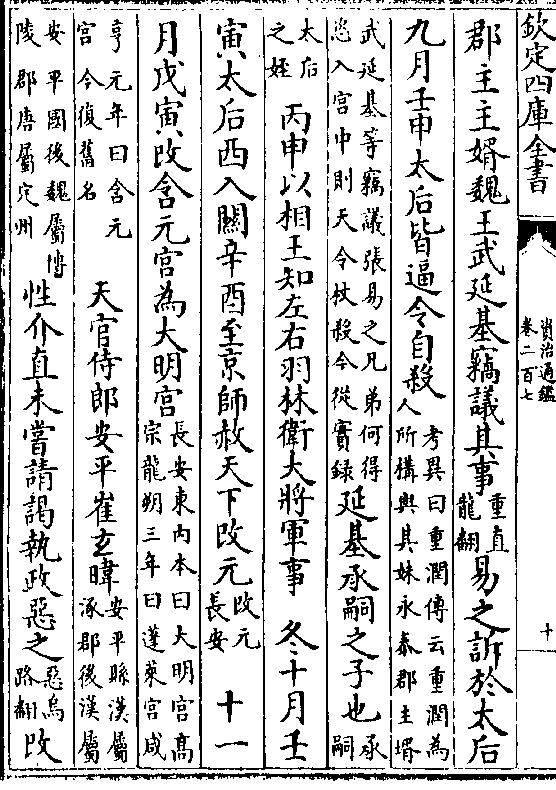 欽定四庫全書
資治通鑑
卷二百七
十
郡主主婿魏王武延基竊議其事重直龍翻易之訴於太后
九月壬申太后皆逼令自殺考異曰重潤傳云重潤為人所構與其妹永泰郡主壻
武延基等竊議張易之兄弟何得恣入宮中則天令杖殺今從實録延基承嗣之子也承嗣
太后之姪丙申以相王知左右羽林衛大將軍事冬十月壬
寅太后西入關辛酉至京師赦天下改元改元長安十一
月戊寅改含元宮為大明宮長安東内本曰大明宮高宗龍朔三年曰蓬萊宮咸
亨元年曰含元宮今復舊名天官侍郎安平崔玄暐安平縣漢屬涿郡後漢屬
安平國後魏屬博陵郡唐屬定州性介直未嘗請謁執政惡之惡烏路翻改